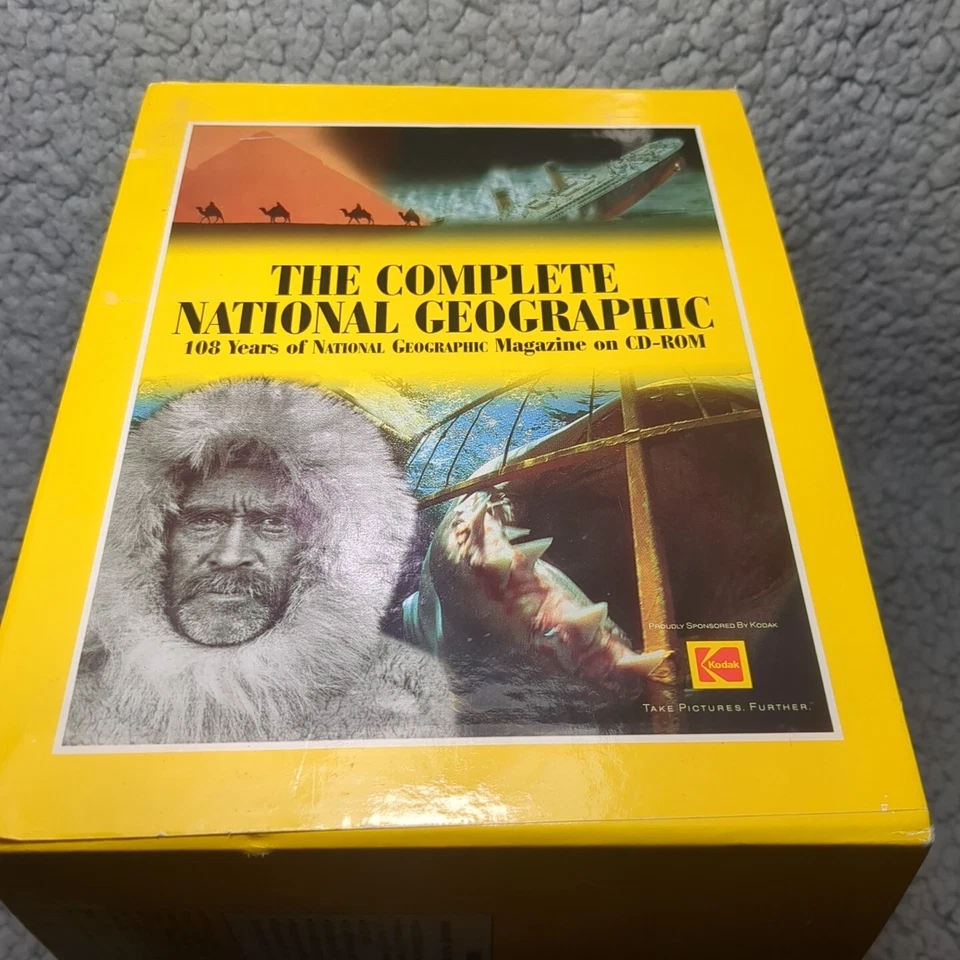 THE COMPLETE
NATIONAL GEOGRAPHIC
108 Years of NATIONAL GEOGRAPHIC Magazine on CD-ROM
PROUDLY SPONSORED BY KODAK
Kodak
TAKE PICTURES. FURTHER.™